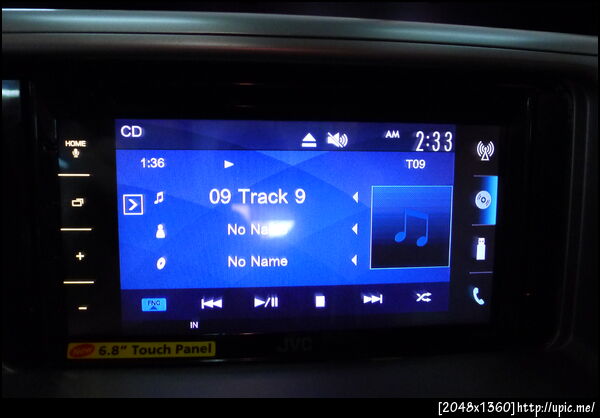 HOME
CD
AM 2:33
1:36
T09
09 Track 9
No Name
No Name
+
-
IN
6.8" Touch Panel
JVC
[2048x1360]http://upic.me/